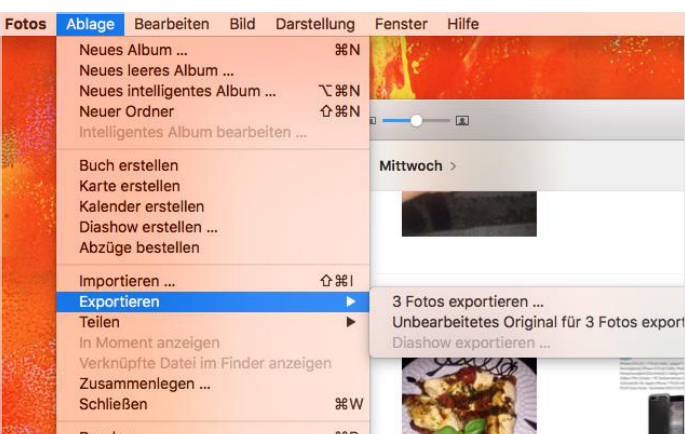 Fotos Ablage Bearbeiten Bild Darstellung Fenster Hilfe
Neues Album ... ⌘N
Neues leeres Album ...
Neues intelligentes Album ... ⌥⌘N
Neuer Ordner ⇧⌘N
Intelligentes Album bearbeiten ...
Buch erstellen
Karte erstellen
Kalender erstellen
Diashow erstellen ...
Abzüge bestellen
Mittwoch >
Importieren ... ⇧⌘I
Exportieren
3 Fotos exportieren ...
Teilen
Unbearbeitetes Original für 3 Fotos export
In Moment anzeigen
Diashow exportieren ...
Verknüpfte Datei im Finder anzeigen
Zusammenlegen ...
Schließen ⌘W